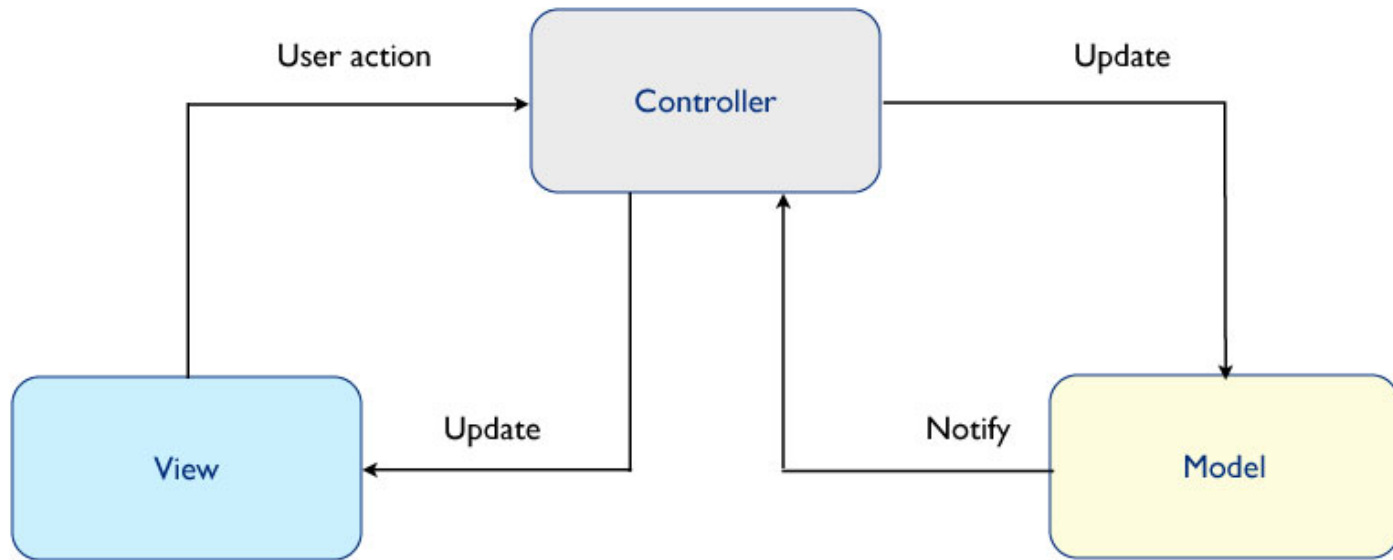 User action
Controller
Update
View
Update
Notify
Model